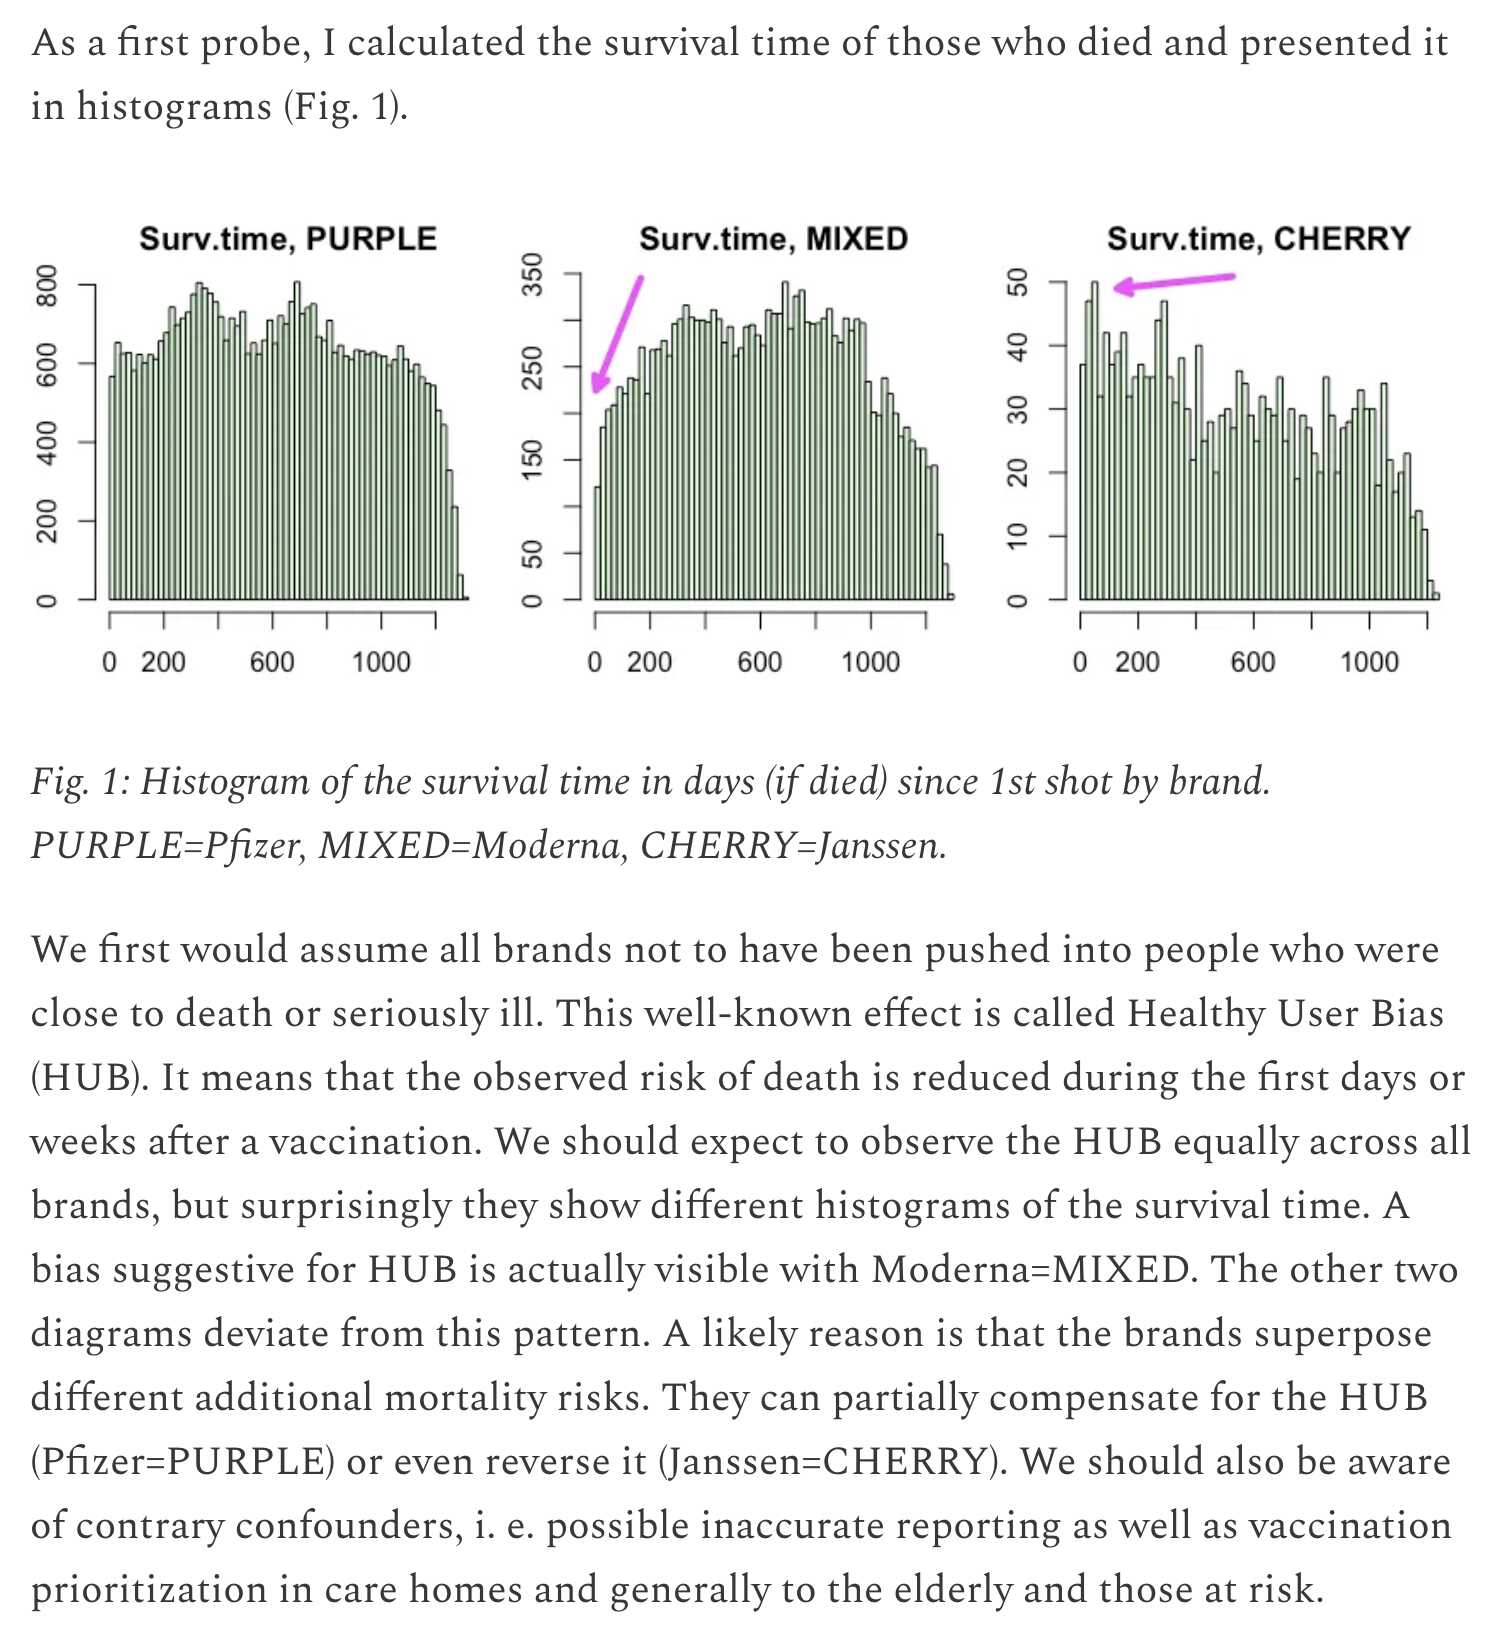 As a first probe, I calculated the survival time of those who died and presented it
in histograms (Fig. 1).
Surv.time, PURPLE
800
600
400
200
0
0 200 600 1000
Surv.time, MIXED
350
250
150
50
0
0 200 600 1000
Surv.time, CHERRY
50
40
30
20
10
0
0 200 600 1000
Fig. 1: Histogram of the survival time in days (if died) since 1st shot by brand.
PURPLE=Pfizer, MIXED=Moderna, CHERRY=Janssen.
We first would assume all brands not to have been pushed into people who were
close to death or seriously ill. This well-known effect is called Healthy User Bias
(HUB). It means that the observed risk of death is reduced during the first days or
weeks after a vaccination. We should expect to observe the HUB equally across all
brands, but surprisingly they show different histograms of the survival time. A
bias suggestive for HUB is actually visible with Moderna=MIXED. The other two
diagrams deviate from this pattern. A likely reason is that the brands superpose
different additional mortality risks. They can partially compensate for the HUB
(Pfizer=PURPLE) or even reverse it (Janssen=CHERRY). We should also be aware
of contrary confounders, i. e. possible inaccurate reporting as well as vaccination
prioritization in care homes and generally to the elderly and those at risk.